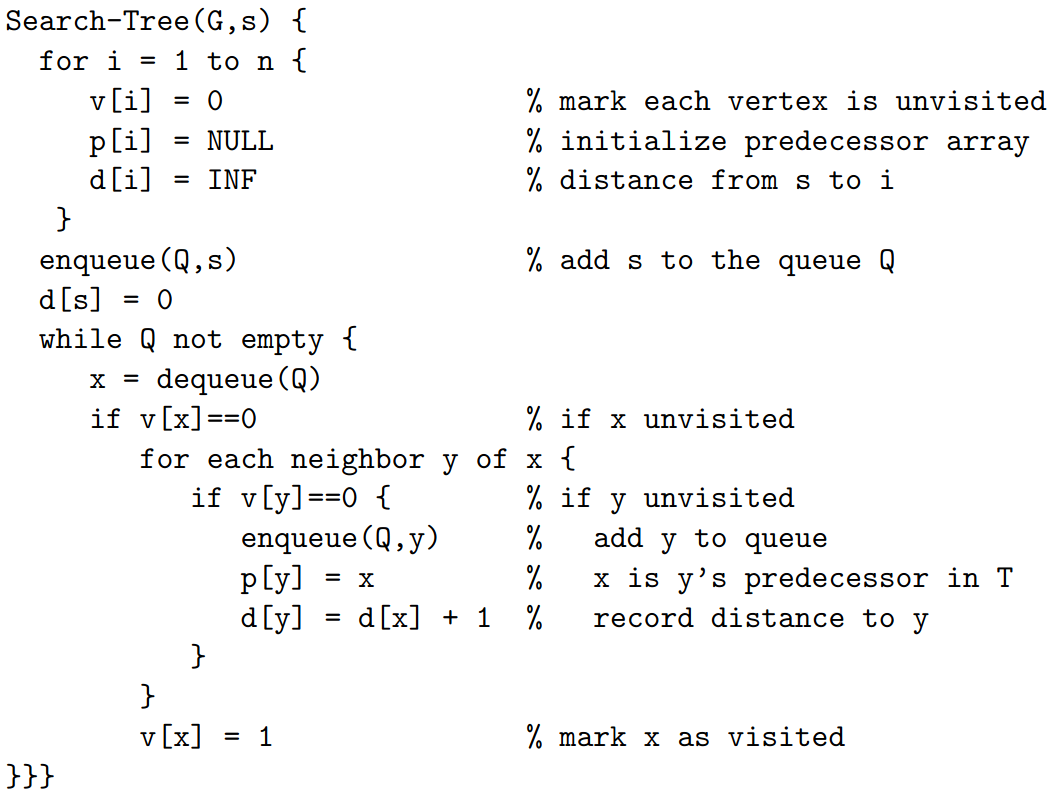 Search-Tree(G,s) {
for i = 1 to n {
v[i] = 0 % mark each vertex is unvisited
p[i] = NULL % initialize predecessor array
d[i] = INF % distance from s to i
}
enqueue(Q,s) % add s to the queue Q
d[s] = 0
while Q not empty {
x = dequeue(Q)
if v[x]==0 % if x unvisited
for each neighbor y of x {
if v[y]==0 { % if y unvisited
enqueue(Q,y) % add y to queue
p[y] = x % x is y’s predecessor in T
d[y] = d[x] + 1 % record distance to y
}
}
v[x] = 1 % mark x as visited
}}}